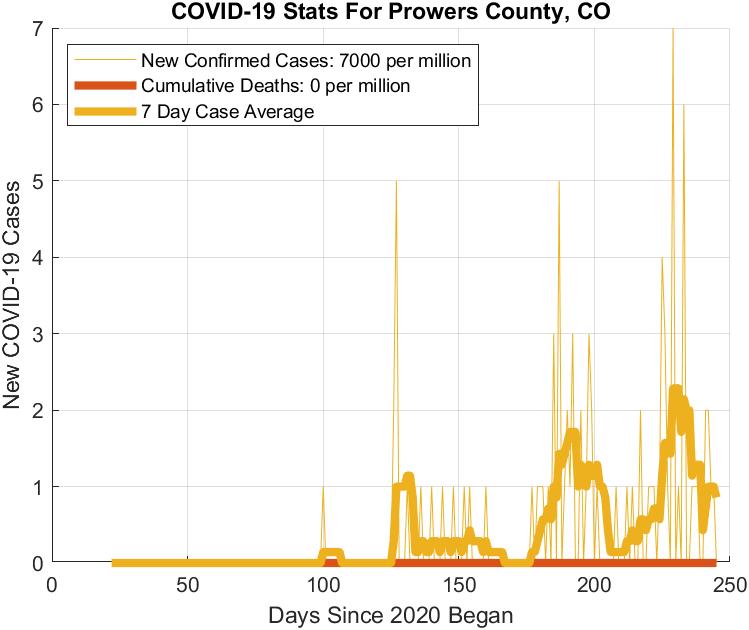 COVID-19 Stats For Prowers County, CO
7
New Confirmed Cases: 7000 per million
Cumulative Deaths: 0 per million
7 Day Case Average
6
5
4
3
2
1
0
New COVID-19 Cases
0 50 100 150 200 250
Days Since 2020 Began